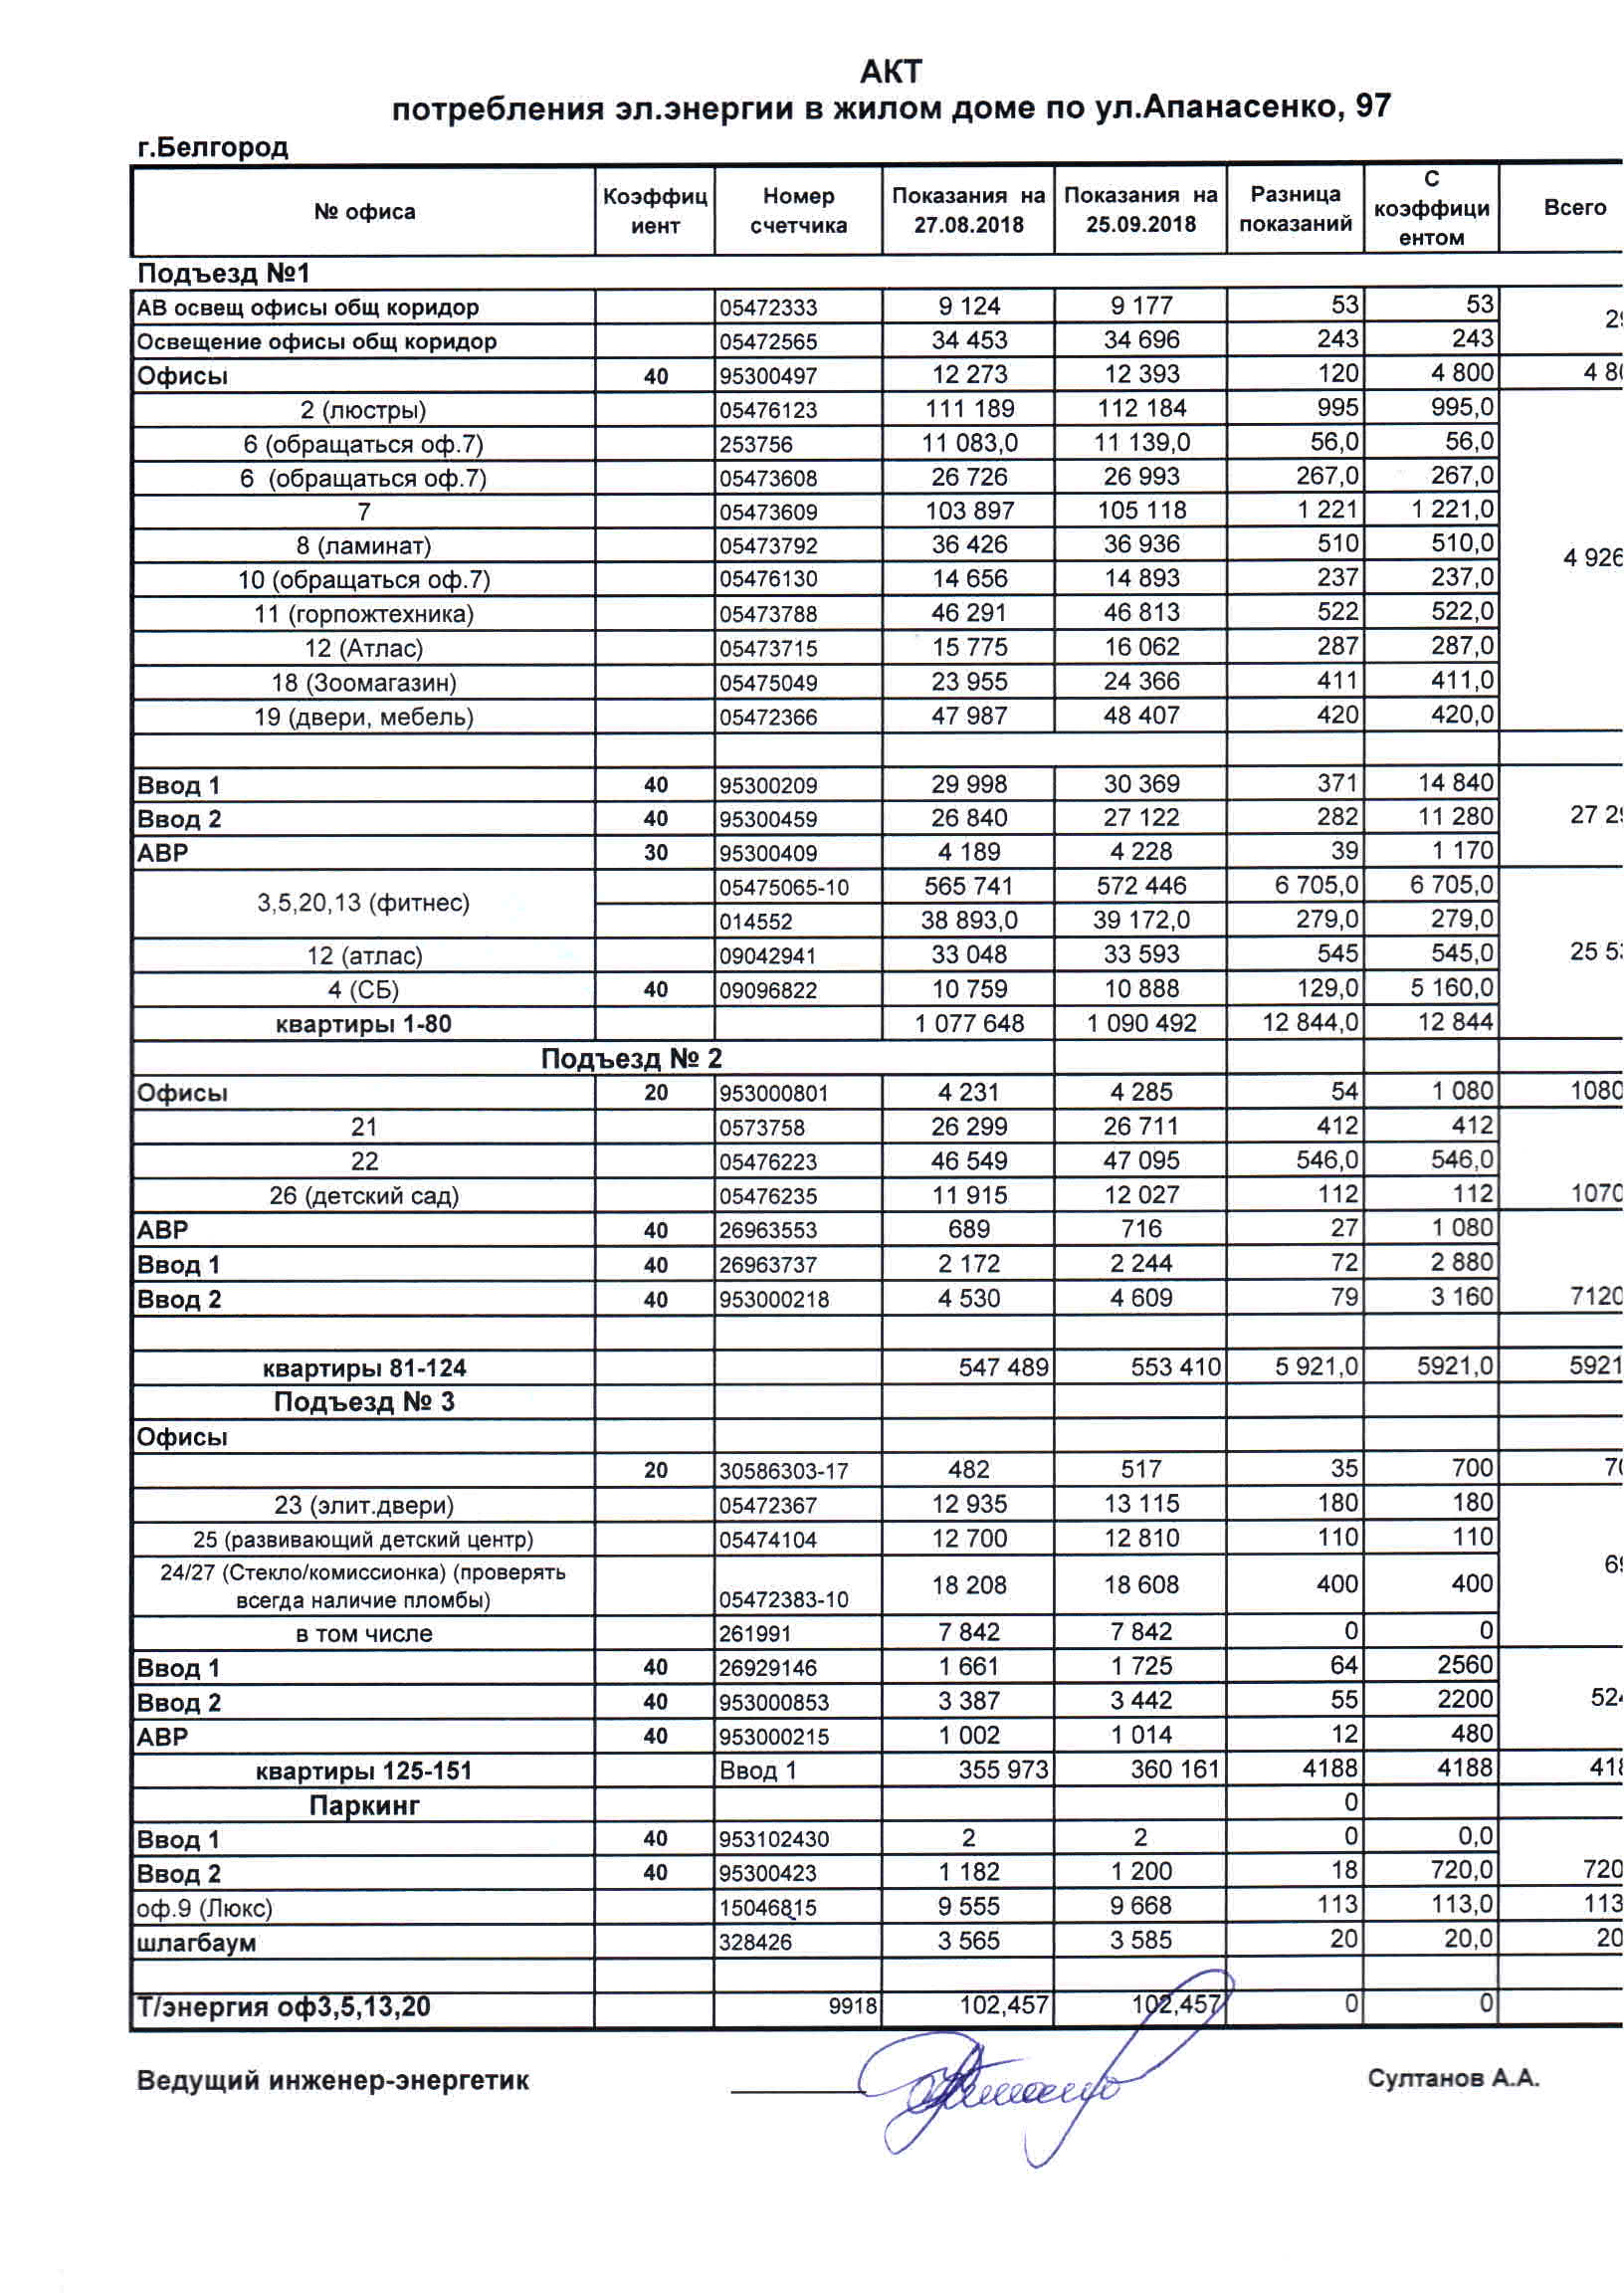 АКТ
потребления эл.энергии в жилом доме по ул.Апанасенко, 97
г.Белгород
№ офиса Коэффициент Номер счетчика Показания на 27.08.2018 Показания на 25.09.2018 Разница показаний С коэффициентом Всего
Подъезд №1
АВ освещ офисы общ коридор 05472333 9 124 9 177 53 53
Освещение офисы общ коридор 05472565 34 453 34 696 243 243
Офисы 40 95300497 12 273 12 393 120 4 800
2 (люстры) 05476123 111 189 112 184 995 995,0
6 (обращаться оф.7) 253756 11 083,0 11 139,0 56,0 56,0
6 (обращаться оф.7) 05473608 26 726 26 993 267,0 267,0
7 05473609 103 897 105 118 1 221 1 221,0
8 (ламинат) 05473792 36 426 36 936 510 510,0 4 926
10 (обращаться оф.7) 05476130 14 656 14 893 237 237,0
11 (горпожтехника) 05473788 46 291 46 813 522 522,0
12 (Атлас) 05473715 15 775 16 062 287 287,0
18 (Зоомагазин) 05475049 23 955 24 366 411 411,0
19 (двери, мебель) 05472366 47 987 48 407 420 420,0
Ввод 1 40 95300209 29 998 30 369 371 14 840
Ввод 2 40 95300459 26 840 27 122 282 11 280
АВР 30 95300409 4 189 4 228 39 1 170
3,5,20,13 (фитнес) 05475065-10 565 741 572 446 6 705,0 6 705,0
014552 38 893,0 39 172,0 279,0 279,0
12 (атлас) 09042941 33 048 33 593 545 545,0
4 (СБ) 40 09096822 10 759 10 888 129,0 5 160,0
квартиры 1-80 1 077 648 1 090 492 12 844,0 12 844
Подъезд № 2
Офисы 20 953000801 4 231 4 285 54 1 080 1080
21 0573758 26 299 26 711 412 412
22 05476223 46 549 47 095 546,0 546,0
26 (детский сад) 05476235 11 915 12 027 112 112 1070
АВР 40 26963553 689 716 27 1 080
Ввод 1 40 26963737 2 172 2 244 72 2 880
Ввод 2 40 953000218 4 530 4 609 79 3 160 7120
квартиры 81-124 547 489 553 410 5 921,0 5921,0 5921
Подъезд № 3
Офисы
20 30586303-17 482 517 35 700
23 (элит.двери) 05472367 12 935 13 115 180 180
25 (развивающий детский центр) 05474104 12 700 12 810 110 110
24/27 (Стекло/комиссионка) (проверять
всегда наличие пломбы) 05472383-10 18 208 18 608 400 400
в том числе 261991 7 842 7 842 0 0
Ввод 1 40 26929146 1 661 1 725 64 2560
Ввод 2 40 953000853 3 387 3 442 55 2200
АВР 40 953000215 1 002 1 014 12 480
квартиры 125-151 Ввод 1 355 973 360 161 4188 4188
Паркинг 0
Ввод 1 40 953102430 2 2 0 0,0
Ввод 2 40 95300423 1 182 1 200 18 720,0 720
оф.9 (Люкс) 15046815 9 555 9 668 113 113,0 113
шлагбаум 328426 3 565 3 585 20 20,0 20
Т/энергия оф3,5,13,20 9918 102,457 102,457 0 0
Ведущий инженер-энергетик Султанов А.А.